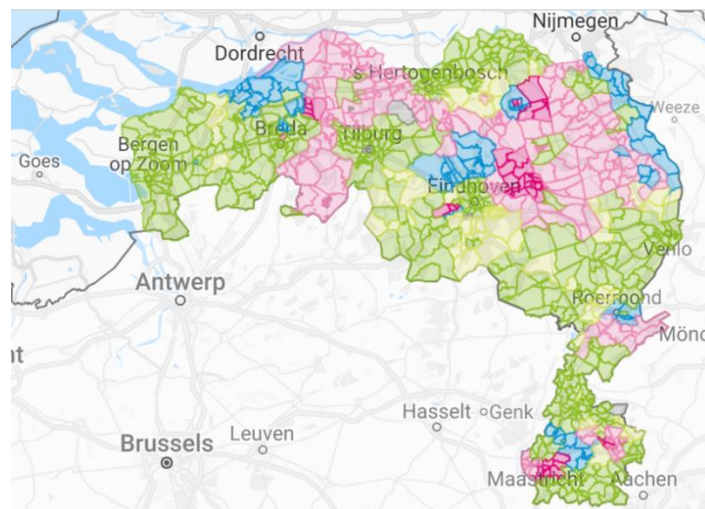 Nijmegen
Dordrecht
's Hertogenbosch
Weeze
Breda
Tilburg
Bergen
op Zoom
Goes
Eindhoven
Venlo
Antwerp
Roermond
Mönc
nt
Hasselt
Genk
Leuven
Brussels
Maastricht
Aachen